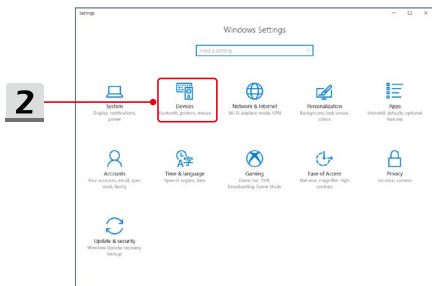 Settings
Windows Settings
Find a setting
2
System
Display, notifications,
power
Devices
Bluetooth, printers, mouse
Network & Internet
Wi-Fi, airplane mode, VPN
Personalization
Background, lock screen,
colors
Apps
Uninstall, defaults, optional
features
Accounts
Your accounts, email, sync,
work, family
Time & language
Speech, region, date
Gaming
Game bar, DVR,
broadcasting, Game Mode
Ease of Access
Narrator, magnifier, high
contrast
Privacy
Location, camera
Update & security
Windows Update, recovery,
backup